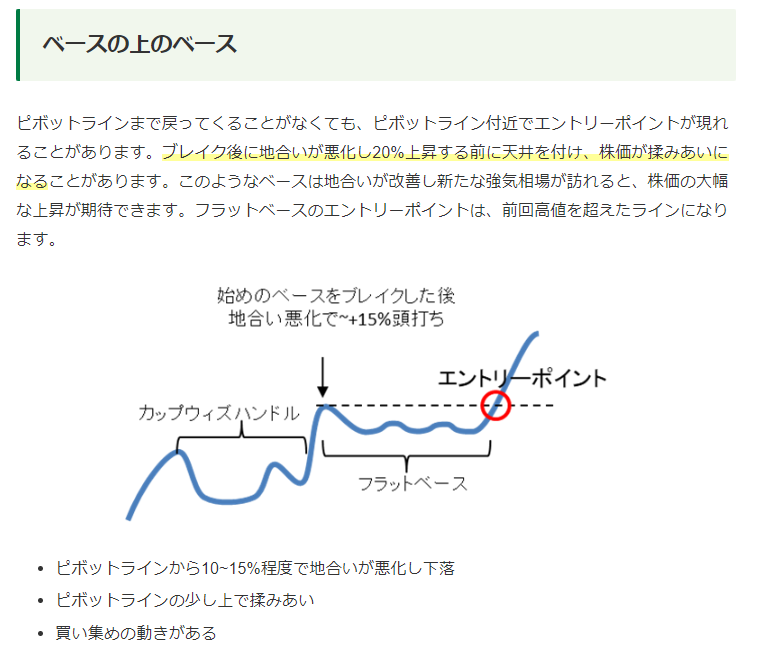 ベースの上のベース
ピボットラインまで戻ってくることがなくても、ピボットライン付近でエントリーポイントが現れ
ることがあります。ブレイク後に地合いが悪化し20%上昇する前に天井を付け、株価が揉みあいに
なることがあります。このようなベースは地合いが改善し新たな強気相場が訪れると、株価の大幅
な上昇が期待できます。フラットベースのエントリーポイントは、前回高値を超えたラインになり
ます。
始めのベースをブレイクした後
地合い悪化で~+15%頭打ち
エントリーポイント
カップウィズハンドル
フラットベース
• ピボットラインから10~15%程度で地合いが悪化し下落
• ピボットラインの少し上で揉みあい
• 買い集めの動きがある